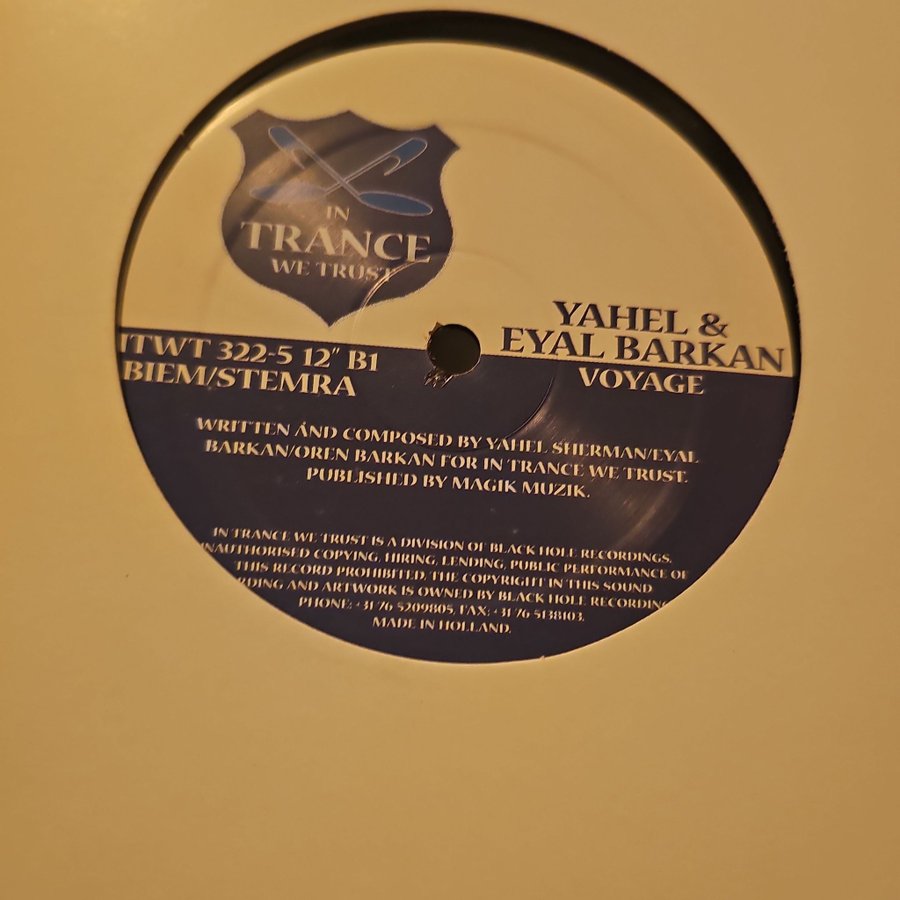 IN
TRANCE
WE TRUST
YAHEL &
EYAL BARKAN
VOYAGE
ITWT 322-5 12" B1
BIEM/STEMRA
WRITTEN AND COMPOSED BY YAHEL SHERMAN/EYAL
BARKAN/OREN BARKAN FOR IN TRANCE WE TRUST.
PUBLISHED BY MAGIK MUZIK.
IN TRANCE WE TRUST IS A DIVISION OF BLACK HOLE RECORDINGS.
UNAUTHORISED COPYING, HIRING, LENDING, PUBLIC PERFORMANCE OF
THIS RECORD PROHIBITED. THE COPYRIGHT IN THIS SOUND
RDING AND ARTWORK IS OWNED BY BLACK HOLE RECORDING
PHONE: +31 76 5209805, FAX: +31 76 5138103.
MADE IN HOLLAND.